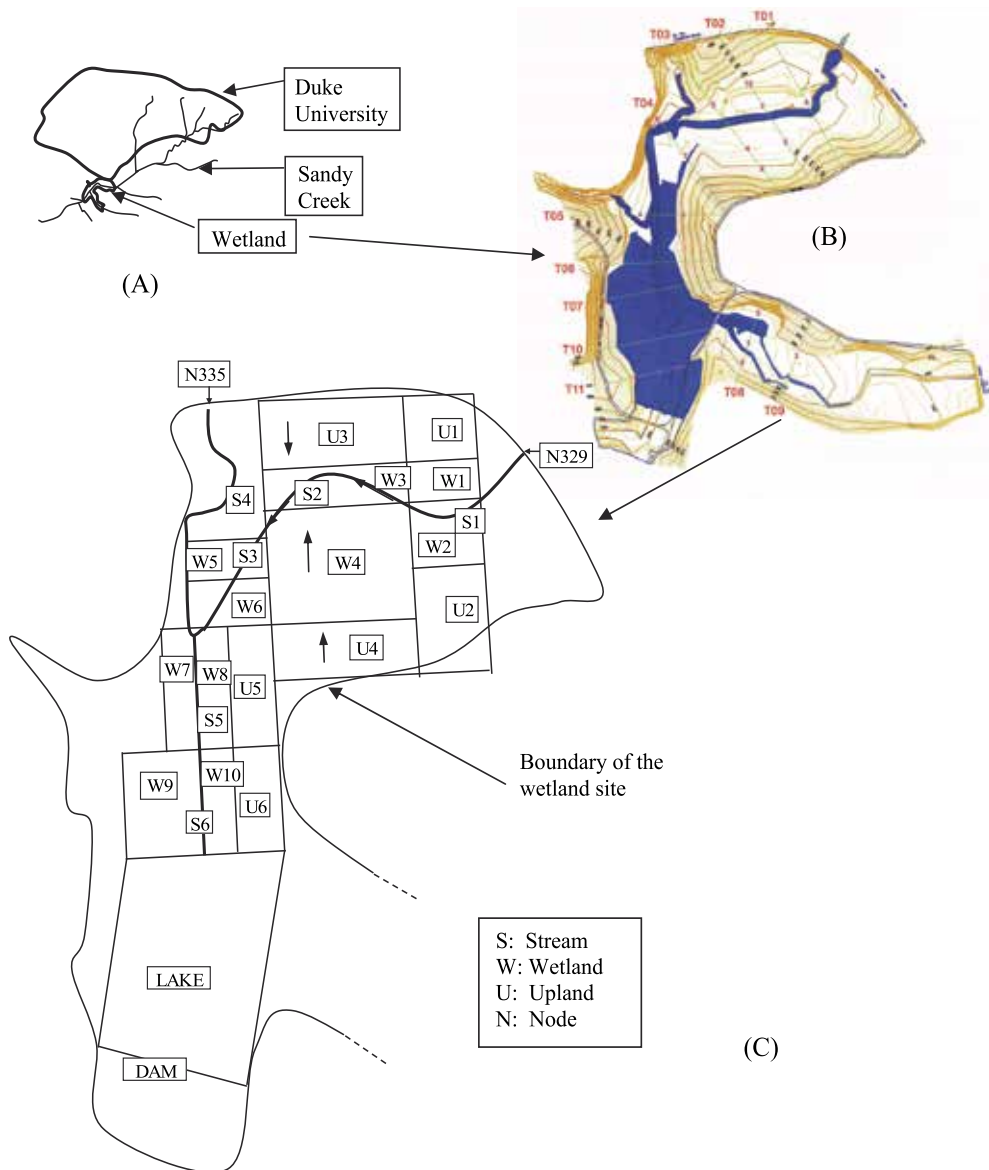 Duke
University
Sandy
Creek
Wetland
(A)
T01
T02
T03
T04
T05
T06
T07
T10
T11
T08
T09
(B)
N335
U3
U1
N329
W3
W1
S2
S4
S1
W2
W5
S3
W4
W6
U2
U4
W7
W8
U5
S5
Boundary of the
wetland site
W9
W10
U6
S6
S: Stream
W: Wetland
U: Upland
N: Node
LAKE
(C)
DAM